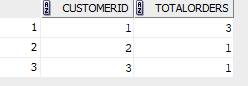 CUSTOMERID TOTALORDERS
1 1 3
2 2 1
3 3 1